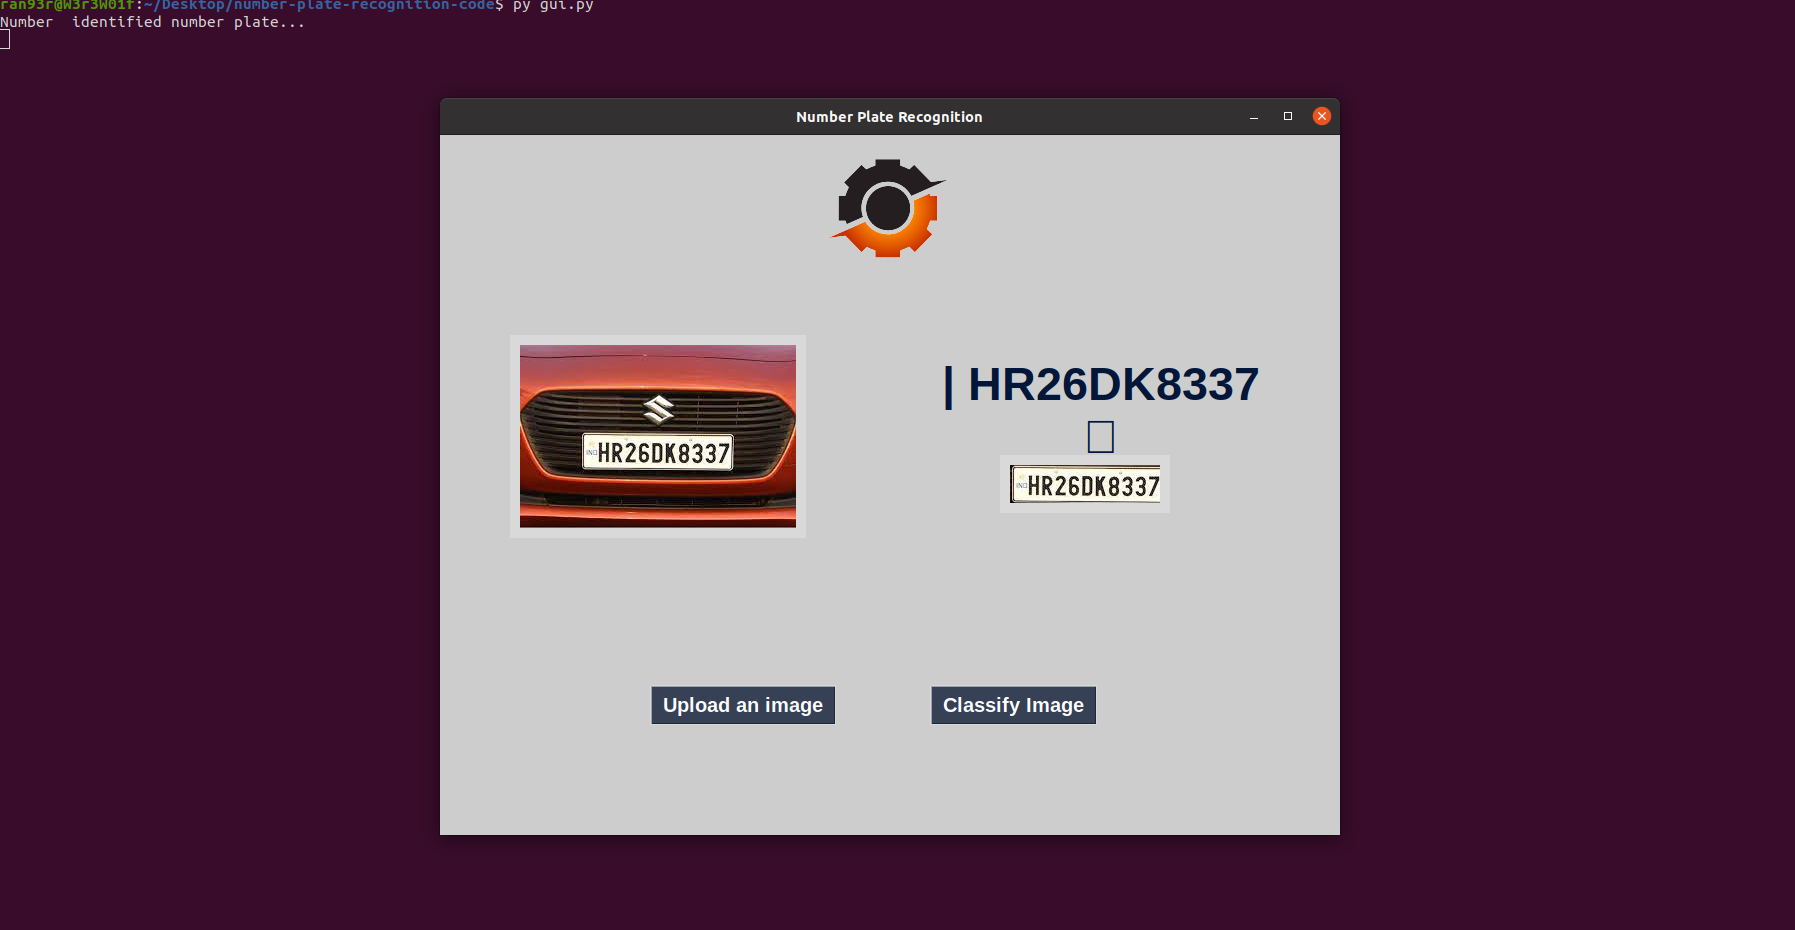 ran93r@W3r3W01f:~/Desktop/number-plate-recognition-code$ py gui.py
Number  identified number plate...
Number Plate Recognition
| HR26DK8337
IND HR26DK8337
IND HR26DK8337
Upload an image
Classify Image